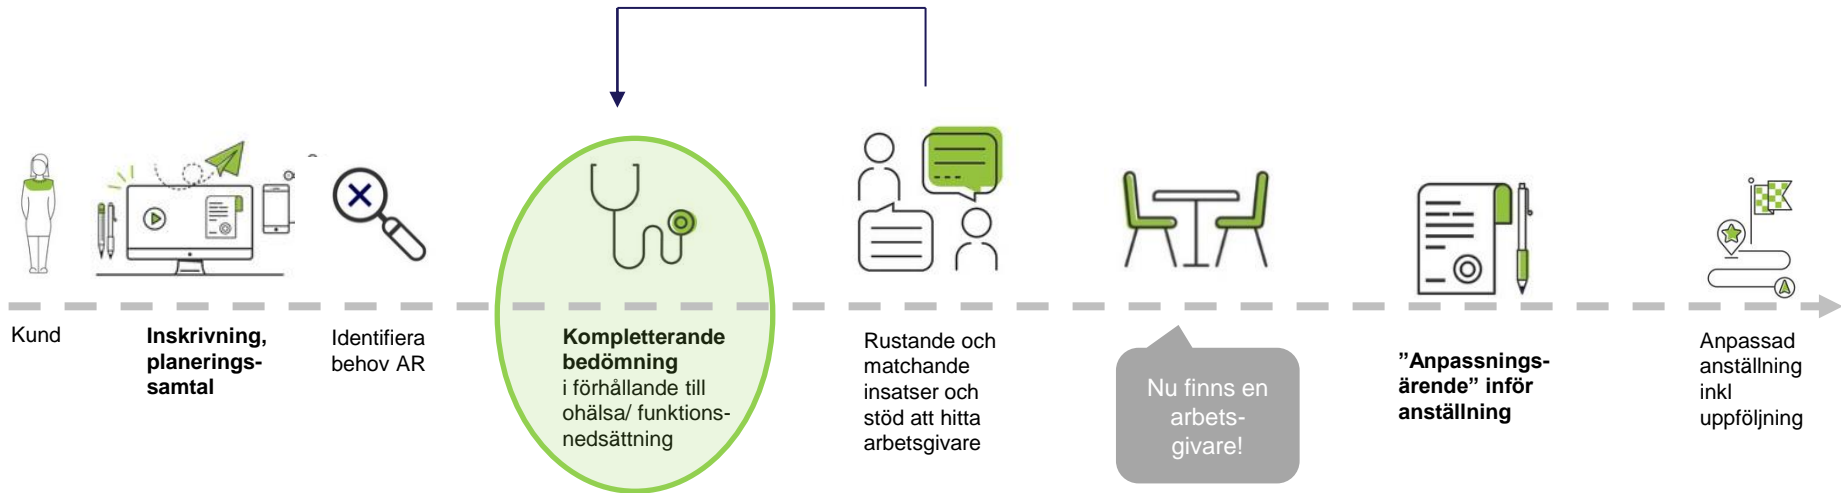 Kund
Inskrivning,
planerings-
samtal
Identifiera
behov AR
Kompletterande
bedömning
i förhållande till
ohälsa/ funktions-
nedsättning
Rustande och
matchande
insatser och
stöd att hitta
arbetsgivare
Nu finns en
arbets-
givare!
”Anpassnings-
ärende” inför
anställning
Anpassad
anställning
inkl
uppföljning